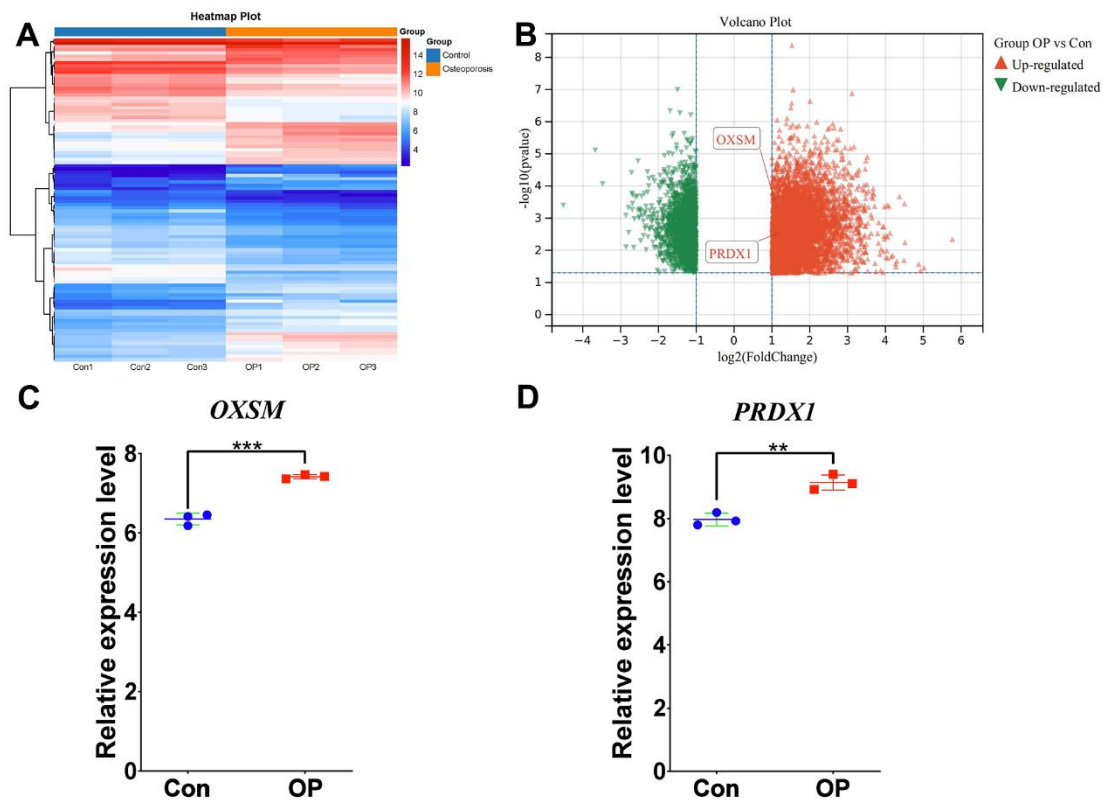 A
Heatmap Plot
Group
Group
Control
Osteoporosis
14
12
10
8
6
4
Con1 Con2 Con3 OP1 OP2 OP3
B
Volcano Plot
Group OP vs Con
Up-regulated
Down-regulated
OXSM
PRDX1
-log10(pvalue)
8
7
6
5
4
3
2
1
0
−4 −3 −2 −1 0 1 2 3 4 5 6
log2(FoldChange)
C
OXSM
***
Relative expression level
8
6
4
2
0
Con OP
D
PRDX1
**
Relative expression level
10
8
6
4
2
0
Con OP